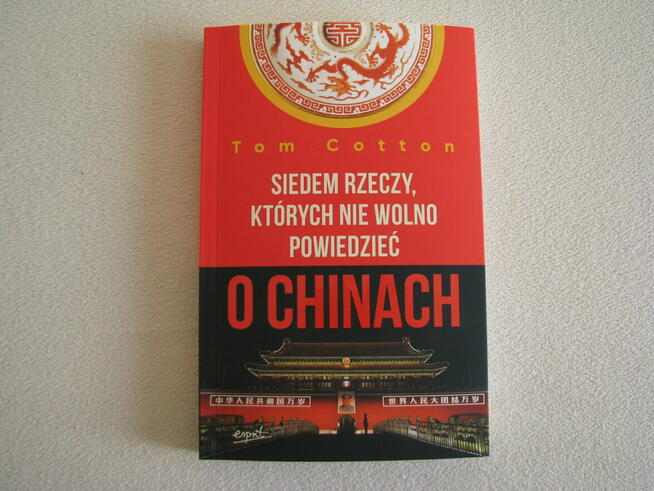 Tom Cotton
SIEDEM RZECZY,
KTÓRYCH NIE WOLNO
POWIEDZIEĆ
O CHINACH
中华人民共和国万岁
世界人民大团结万岁
esprit